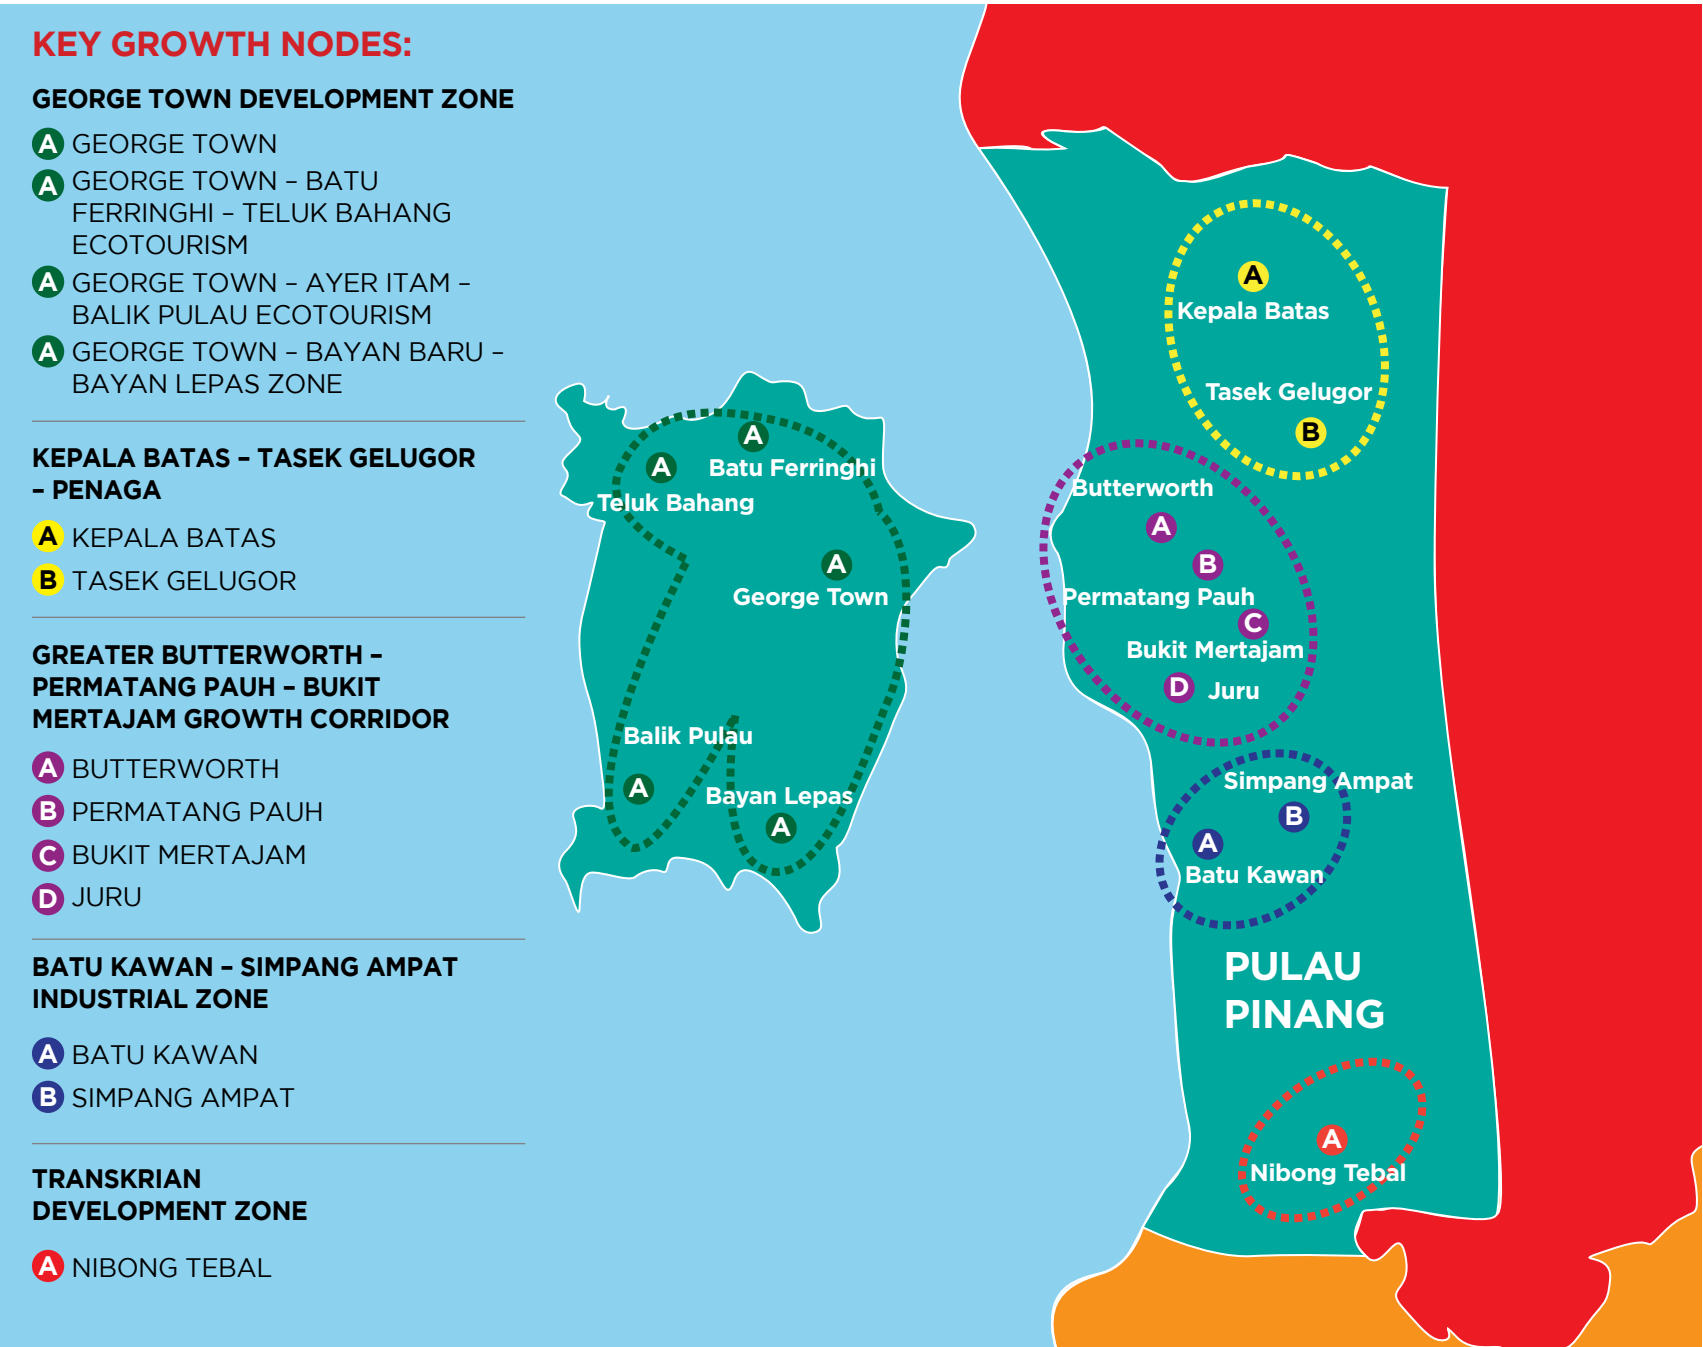 KEY GROWTH NODES:
GEORGE TOWN DEVELOPMENT ZONE
A GEORGE TOWN
A GEORGE TOWN – BATU
FERRINGHI – TELUK BAHANG
ECOTOURISM
A GEORGE TOWN – AYER ITAM –
BALIK PULAU ECOTOURISM
A GEORGE TOWN – BAYAN BARU –
BAYAN LEPAS ZONE
KEPALA BATAS – TASEK GELUGOR
– PENAGA
A KEPALA BATAS
B TASEK GELUGOR
GREATER BUTTERWORTH –
PERMATANG PAUH – BUKIT
MERTAJAM GROWTH CORRIDOR
A BUTTERWORTH
B PERMATANG PAUH
C BUKIT MERTAJAM
D JURU
BATU KAWAN – SIMPANG AMPAT
INDUSTRIAL ZONE
A BATU KAWAN
B SIMPANG AMPAT
TRANSKRIAN
DEVELOPMENT ZONE
A NIBONG TEBAL
A
Batu Ferringhi
A
Teluk Bahang
A
George Town
Balik Pulau
A
Bayan Lepas
A
A
Kepala Batas
Tasek Gelugor
B
Butterworth
A
B
Permatang Pauh
C
Bukit Mertajam
D Juru
Simpang Ampat
B
A
Batu Kawan
PULAU
PINANG
A
Nibong Tebal